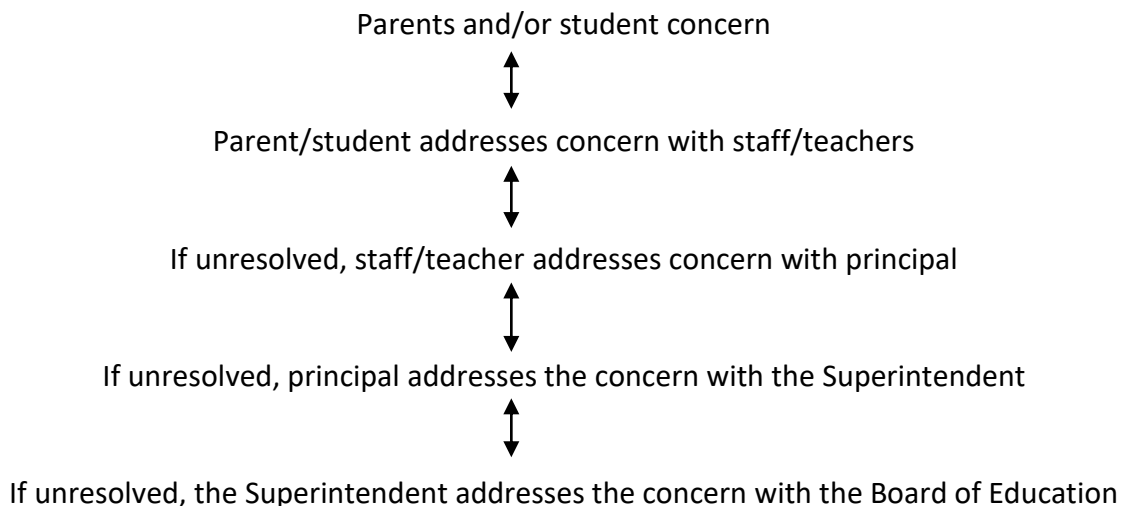 Parents and/or student concern
Parent/student addresses concern with staff/teachers
If unresolved, staff/teacher addresses concern with principal
If unresolved, principal addresses the concern with the Superintendent
If unresolved, the Superintendent addresses the concern with the Board of Education